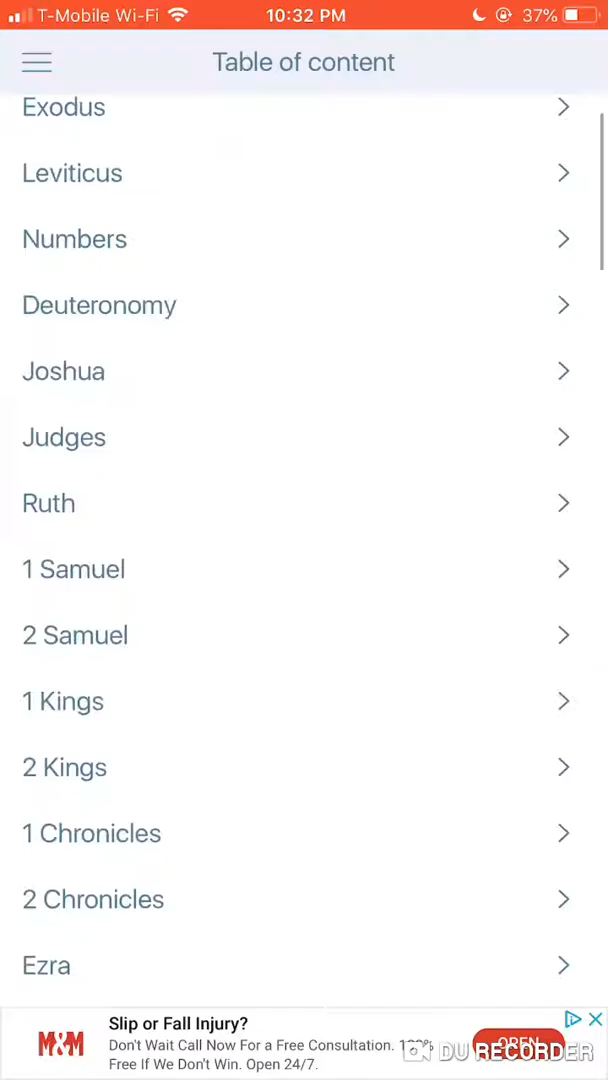 T-Mobile Wi-Fi 10:32 PM 37%
Table of content
Exodus
Leviticus
Numbers
Deuteronomy
Joshua
Judges
Ruth
1 Samuel
2 Samuel
1 Kings
2 Kings
1 Chronicles
2 Chronicles
Ezra
M&M
Slip or Fall Injury?
Don't Wait Call Now For a Free Consultation.
Free If We Don't Win. Open 24/7.
OPEN
DU RECORDER